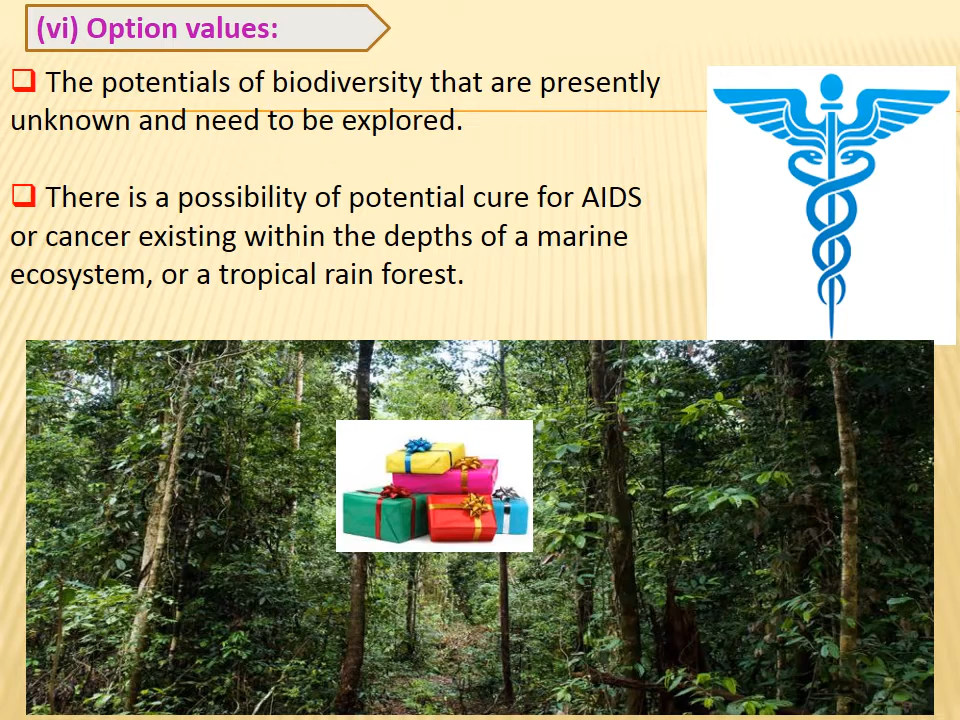 (vi) Option values:
❑ The potentials of biodiversity that are presently
unknown and need to be explored.
❑ There is a possibility of potential cure for AIDS
or cancer existing within the depths of a marine
ecosystem, or a tropical rain forest.